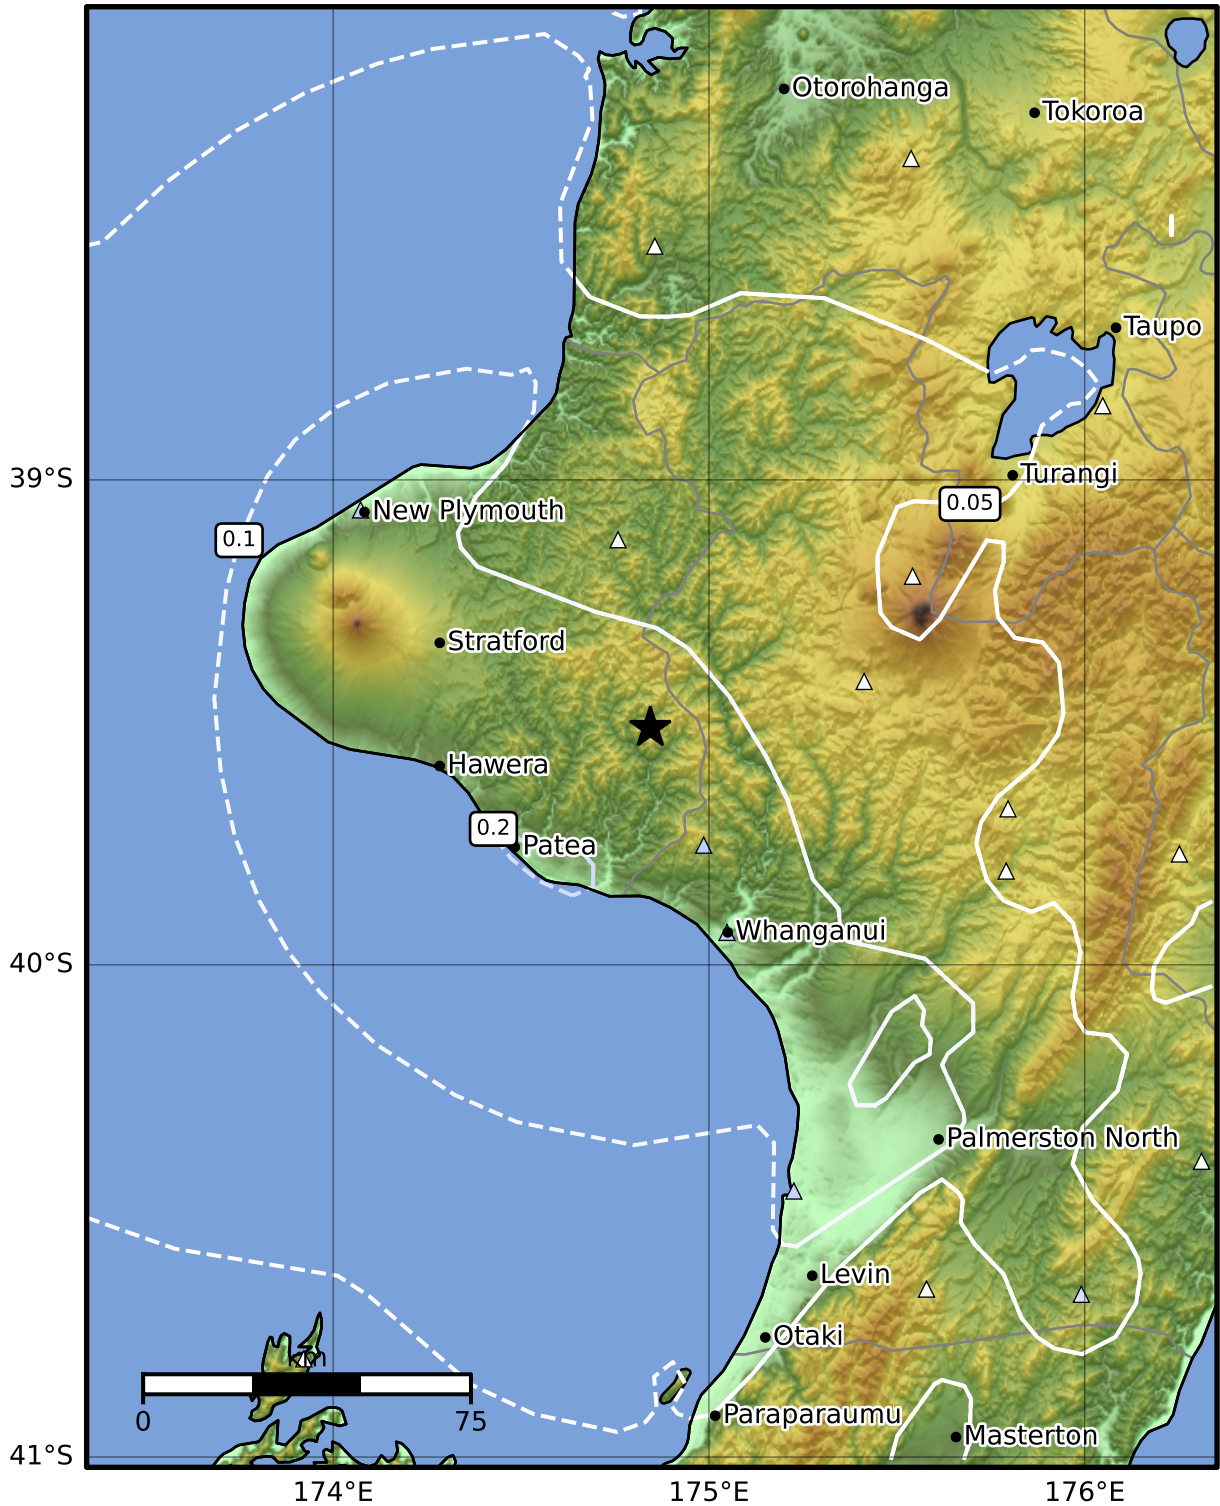 Otorohanga
Tokoroa
Taupo
39°S
Turangi
0.05
New Plymouth
0.1
Stratford
Hawera
0.2
Patea
Whanganui
40°S
Palmerston North
Levin
Otaki
0
75
Paraparaumu
Masterton
41°S
174°E
175°E
176°E